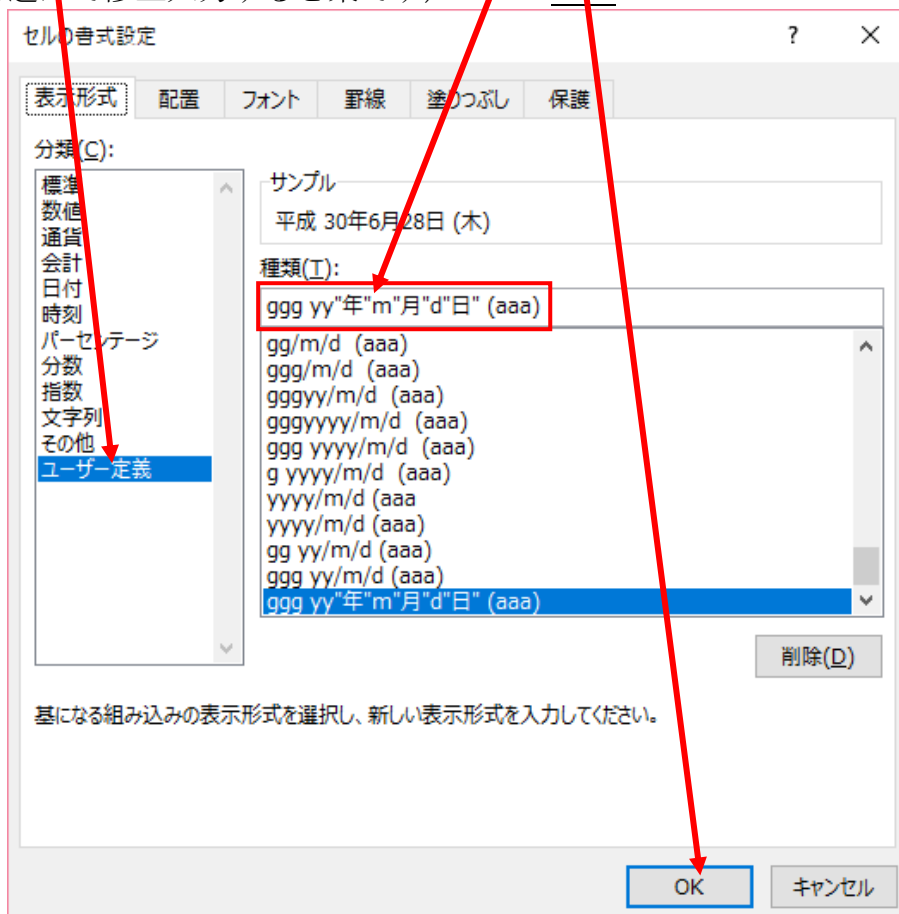 セルの書式設定 ? ×
表示形式 配置 フォント 罫線 塗りつぶし 保護
分類(C):
標準
数値
通貨
会計
日付
時刻
パーセンテージ
分数
指数
文字列
その他
ユーザー定義
サンプル
平成 30年6月28日 (木)
種類(T):
ggg yy"年"m"月"d"日" (aaa)
gg/m/d (aaa)
ggg/m/d (aaa)
gggyy/m/d (aaa)
gggyyyy/m/d (aaa)
ggg yyyy/m/d (aaa)
g yyyy/m/d (aaa)
yyyy/m/d (aaa
yyyy/m/d (aaa)
gg yy/m/d (aaa)
ggg yy/m/d (aaa)
ggg yy"年"m"月"d"日" (aaa)
削除(D)
基になる組み込みの表示形式を選択し、新しい表示形式を入力してください。
OK キャンセル